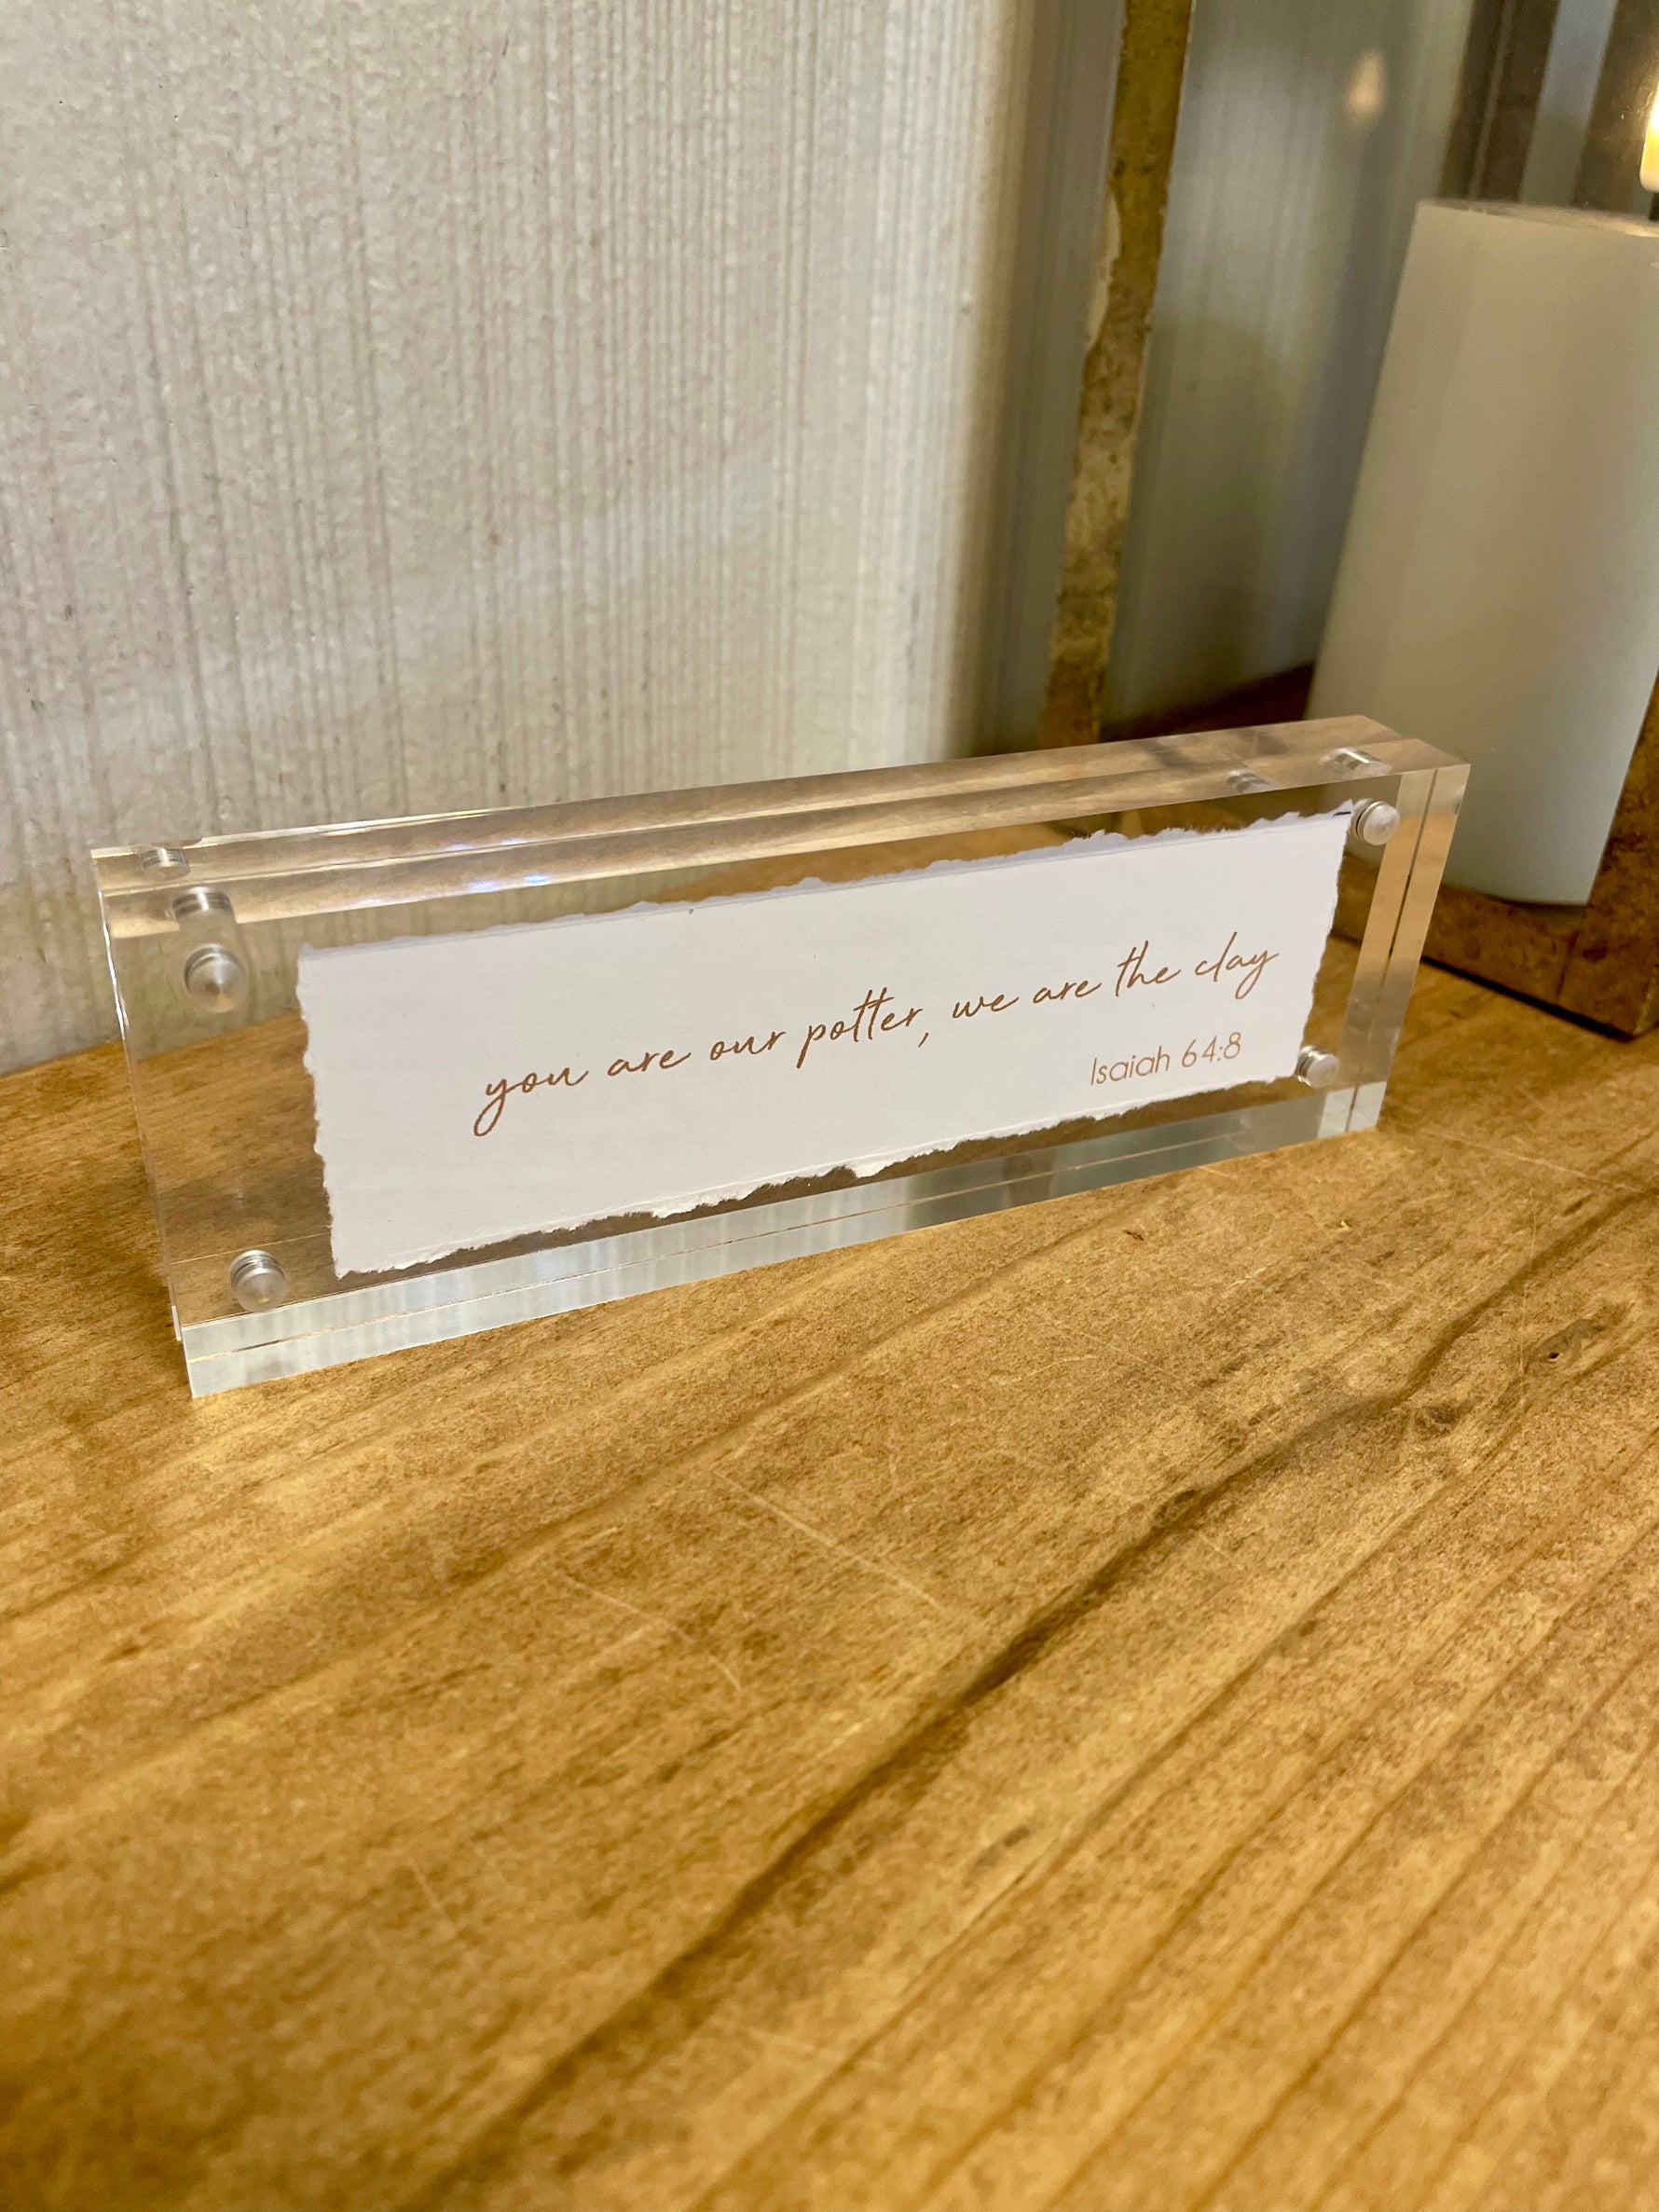 you are our potter, we are the clay
Isaiah 64:8